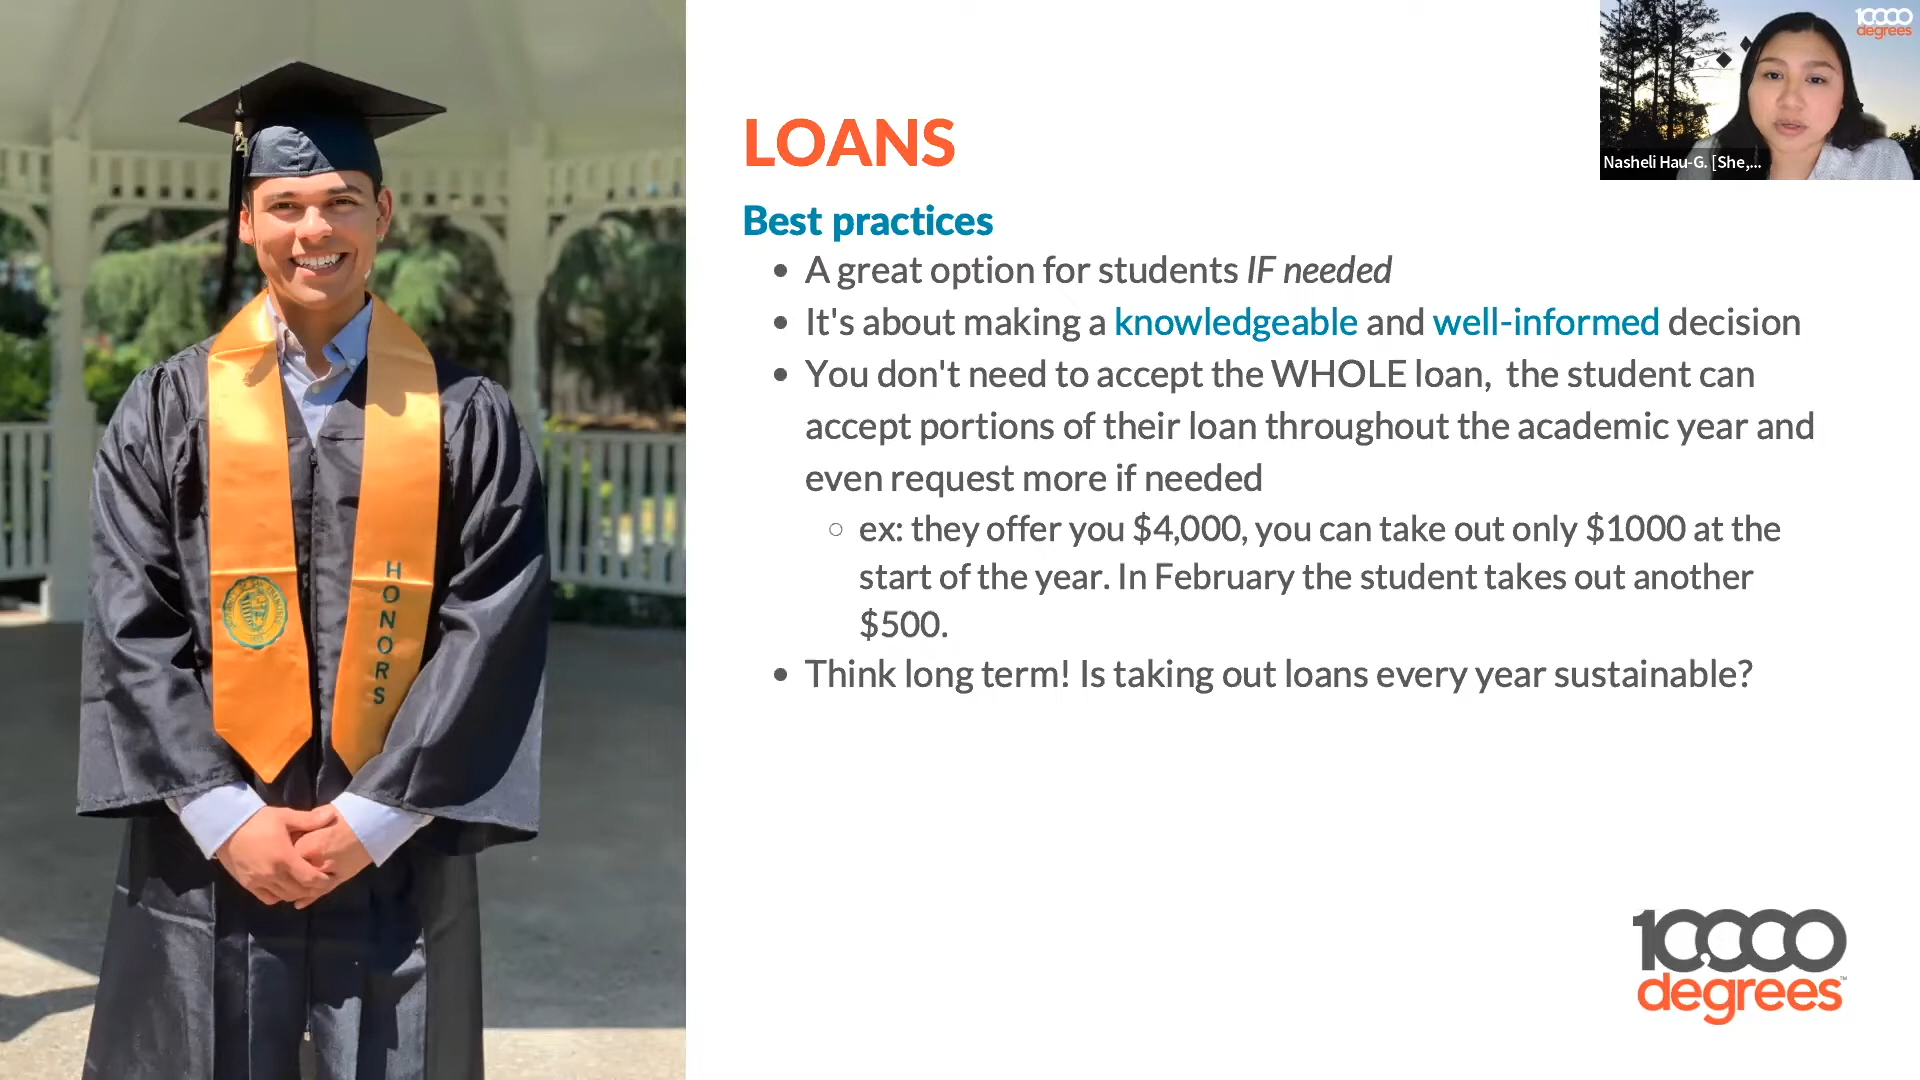 LOANS
Best practices
• A great option for students IF needed
• It's about making a knowledgeable and well-informed decision
• You don't need to accept the WHOLE loan, the student can
accept portions of their loan throughout the academic year and
even request more if needed
○ ex: they offer you $4,000, you can take out only $1000 at the
start of the year. In February the student takes out another
$500.
• Think long term! Is taking out loans every year sustainable?
HONORS
10000
degrees
Nasheli Hau-G. [She,...
10,000
degrees™